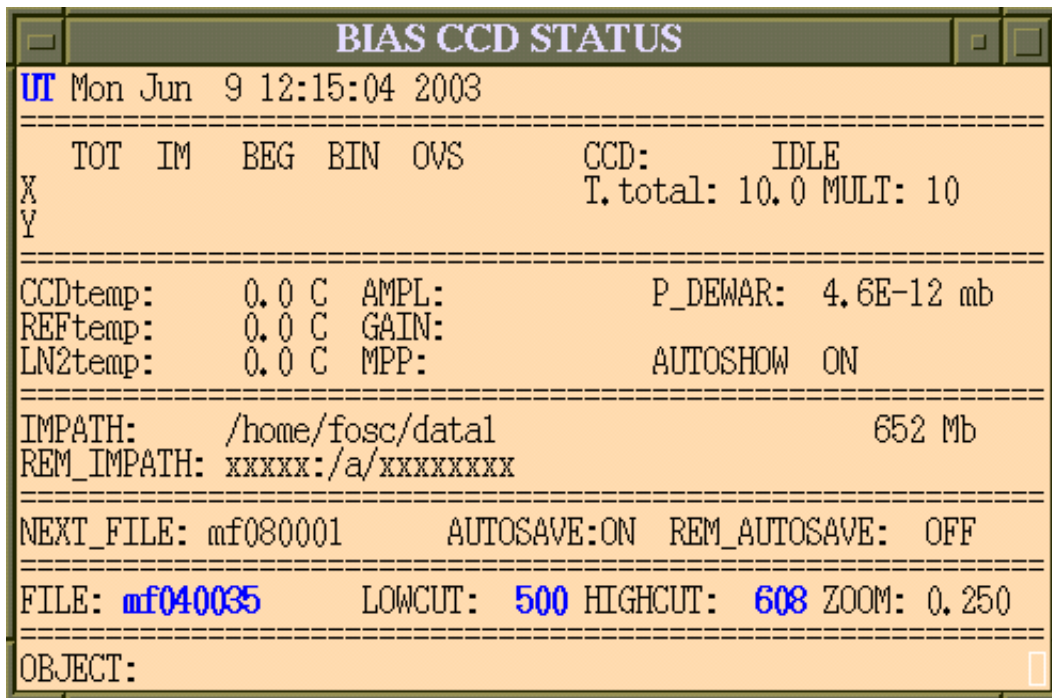 BIAS CCD STATUS
UT Mon Jun 9 12:15:04 2003
==================================================
TOT IM BEG BIN OVS CCD: IDLE
X T.total: 10.0 MULT: 10
Y
==================================================
CCDtemp: 0.0 C AMPL: P_DEWAR: 4.6E-12 mb
REFtemp: 0.0 C GAIN:
LN2temp: 0.0 C MPP: AUTOSHOW ON
==================================================
IMPATH: /home/fosc/data1 652 Mb
REM_IMPATH: xxxxx:/a/xxxxxxxx
==================================================
NEXT_FILE: mf080001 AUTOSAVE:ON REM_AUTOSAVE: OFF
==================================================
FILE: mf040035 LOWCUT: 500 HIGHCUT: 608 ZOOM: 0.250
==================================================
OBJECT: